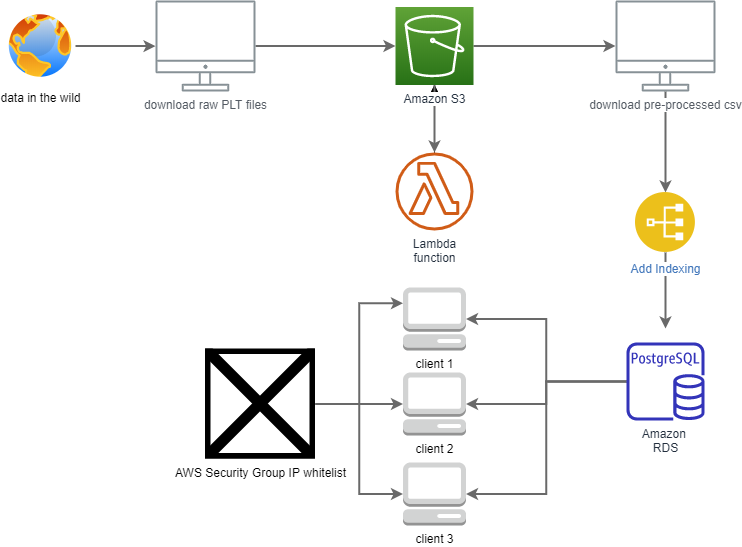 data in the wild
download raw PLT files
Amazon S3
download pre-processed csv
Lambda
function
Add Indexing
PostgreSQL
Amazon
RDS
client 1
client 2
client 3
AWS Security Group IP whitelist